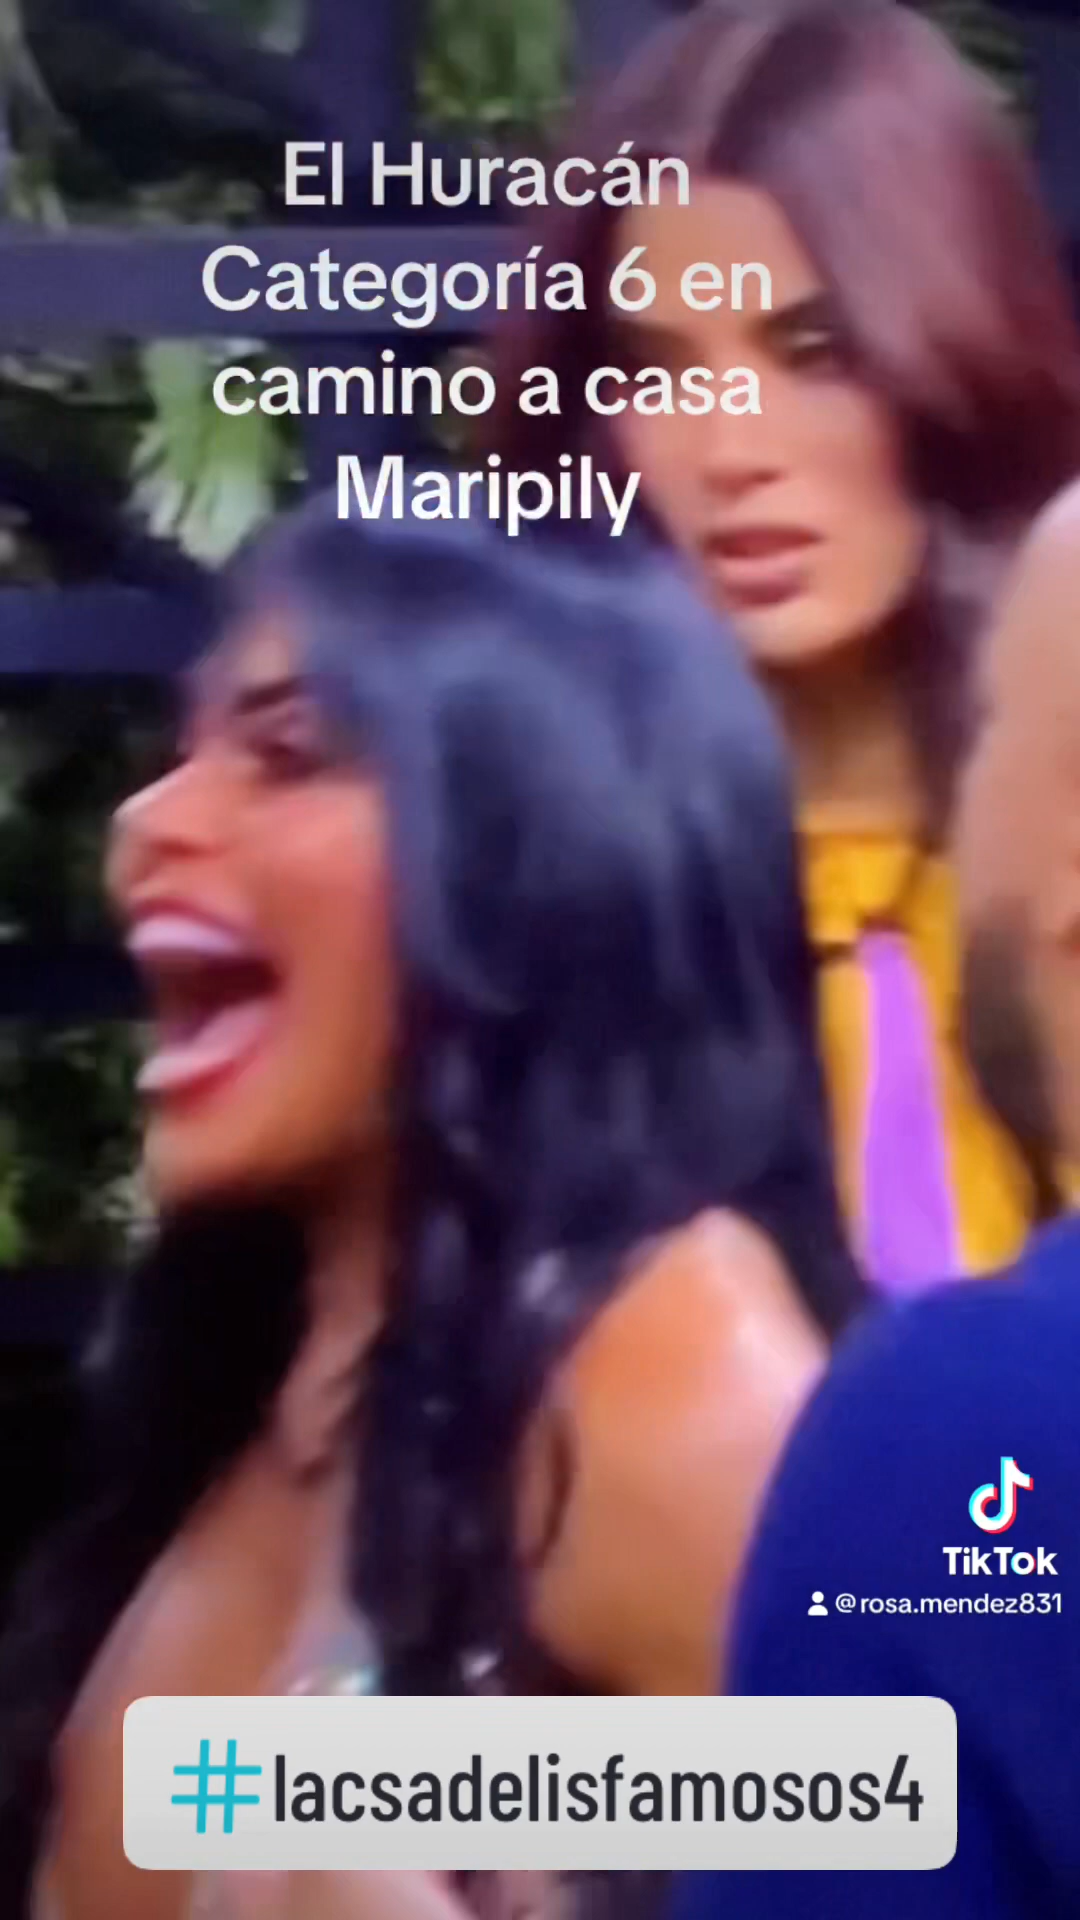 El Huracán
Categoría 6 en
camino a casa
Maripily
TikTok
@rosa.mendez831
#lacsadelisfamosos4